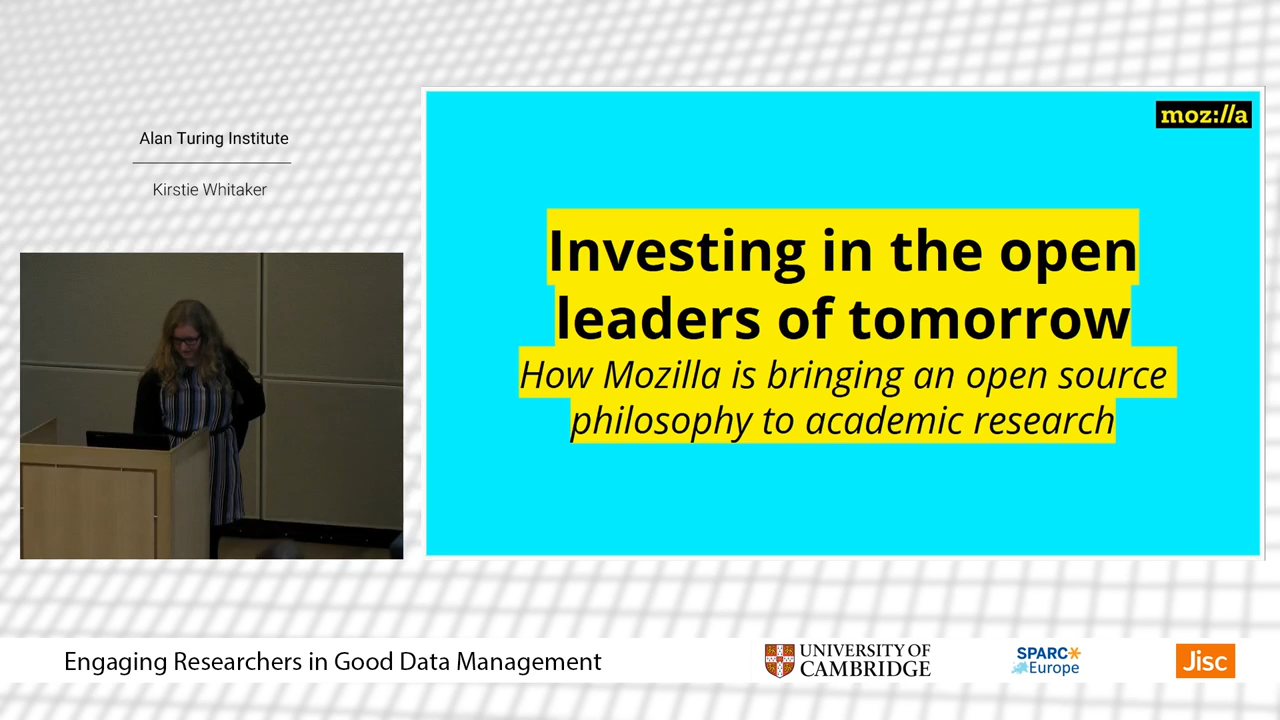 Alan Turing Institute
Kirstie Whitaker
moz://a
Investing in the open
leaders of tomorrow
How Mozilla is bringing an open source
philosophy to academic research
Engaging Researchers in Good Data Management
UNIVERSITY OF
CAMBRIDGE
SPARC*
Europe
Jisc